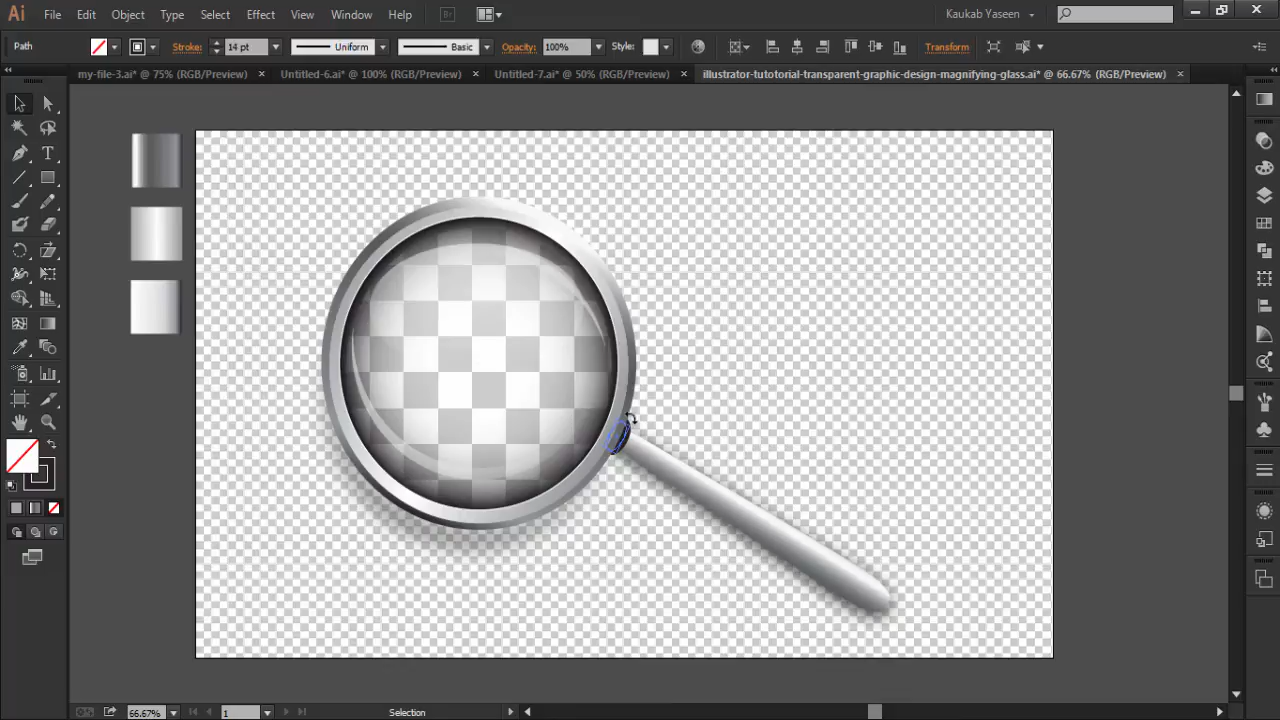 Ai File Edit Object Type Select Effect View Window Help Br Kaukab Yaseen
Path Stroke: 14 pt Uniform Basic Opacity: 100% Style: Transform
my-file-3.ai* @ 75% (RGB/Preview) Untitled-6.ai* @ 100% (RGB/Preview) Untitled-7.ai* @ 50% (RGB/Preview) illustrator-tutotorial-transparent-graphic-design-magnifying-glass.ai* @ 66.67% (RGB/Preview)
T
66.67% 1 Selection